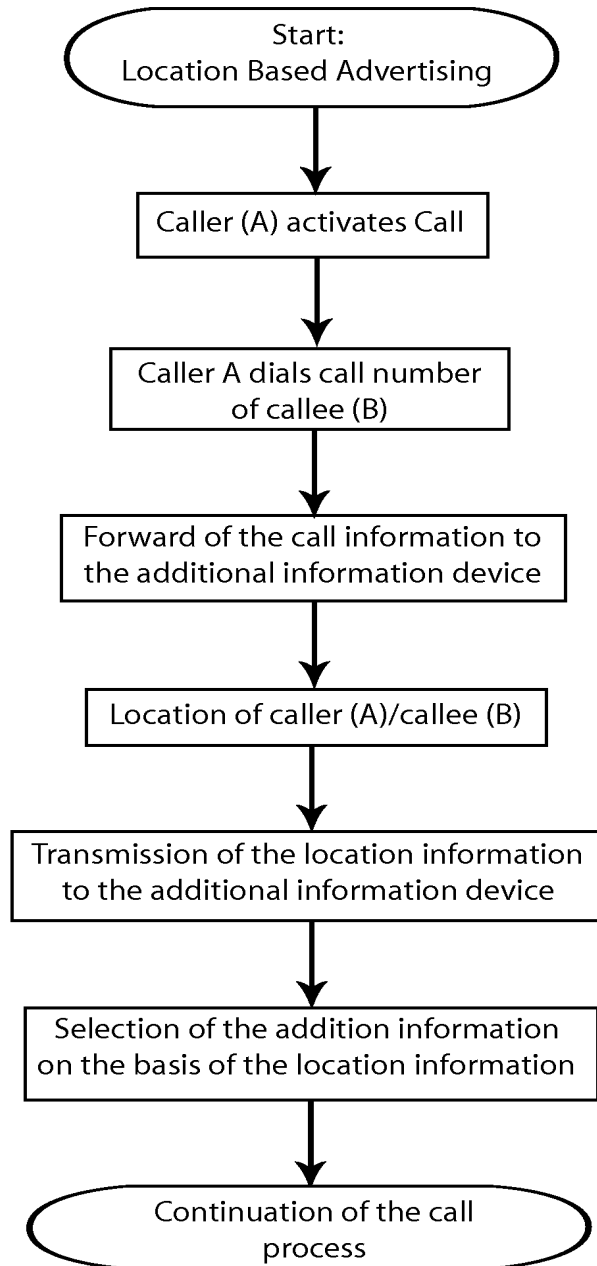 Start:
Location Based Advertising
Caller (A) activates Call
Caller A dials call number
of callee (B)
Forward of the call information to
the additional information device
Location of caller (A)/callee (B)
Transmission of the location information
to the additional information device
Selection of the addition information
on the basis of the location information
Continuation of the call
process